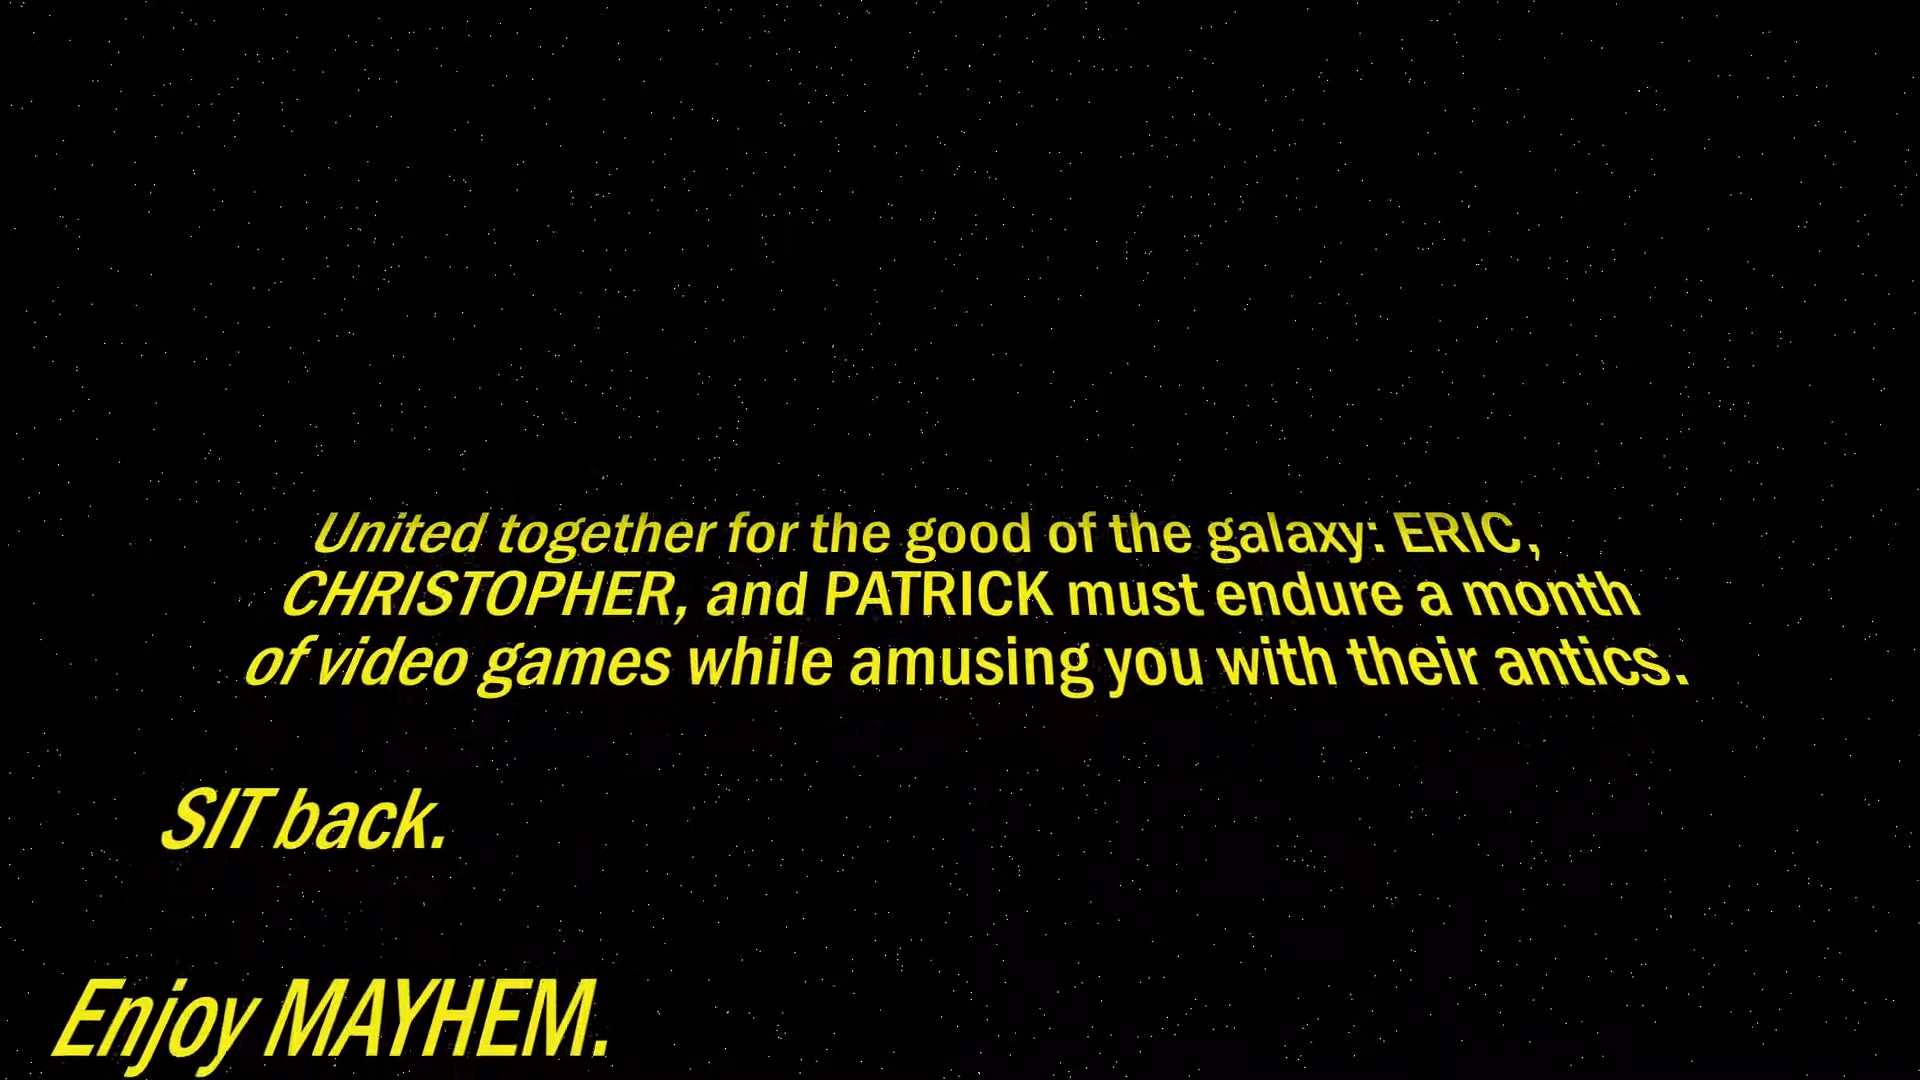 United together for the good of the galaxy: ERIC,
CHRISTOPHER, and PATRICK must endure a month
of video games while amusing you with their antics.
SIT back.
Enjoy MAYHEM.